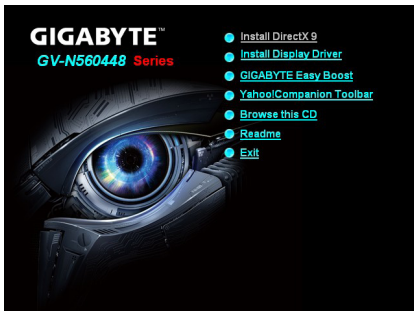 GIGABYTE™
GV-N560448 Series
Install DirectX 9
Install Display Driver
GIGABYTE Easy Boost
Yahoo!Companion Toolbar
Browse this CD
Readme
Exit